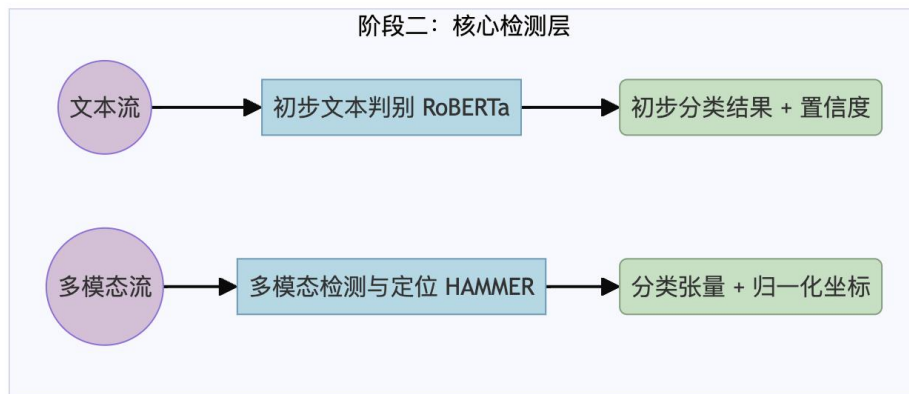 阶段二：核心检测层
文本流
初步文本判别 RoBERTa
初步分类结果 + 置信度
多模态流
多模态检测与定位 HAMMER
分类张量 + 归一化坐标